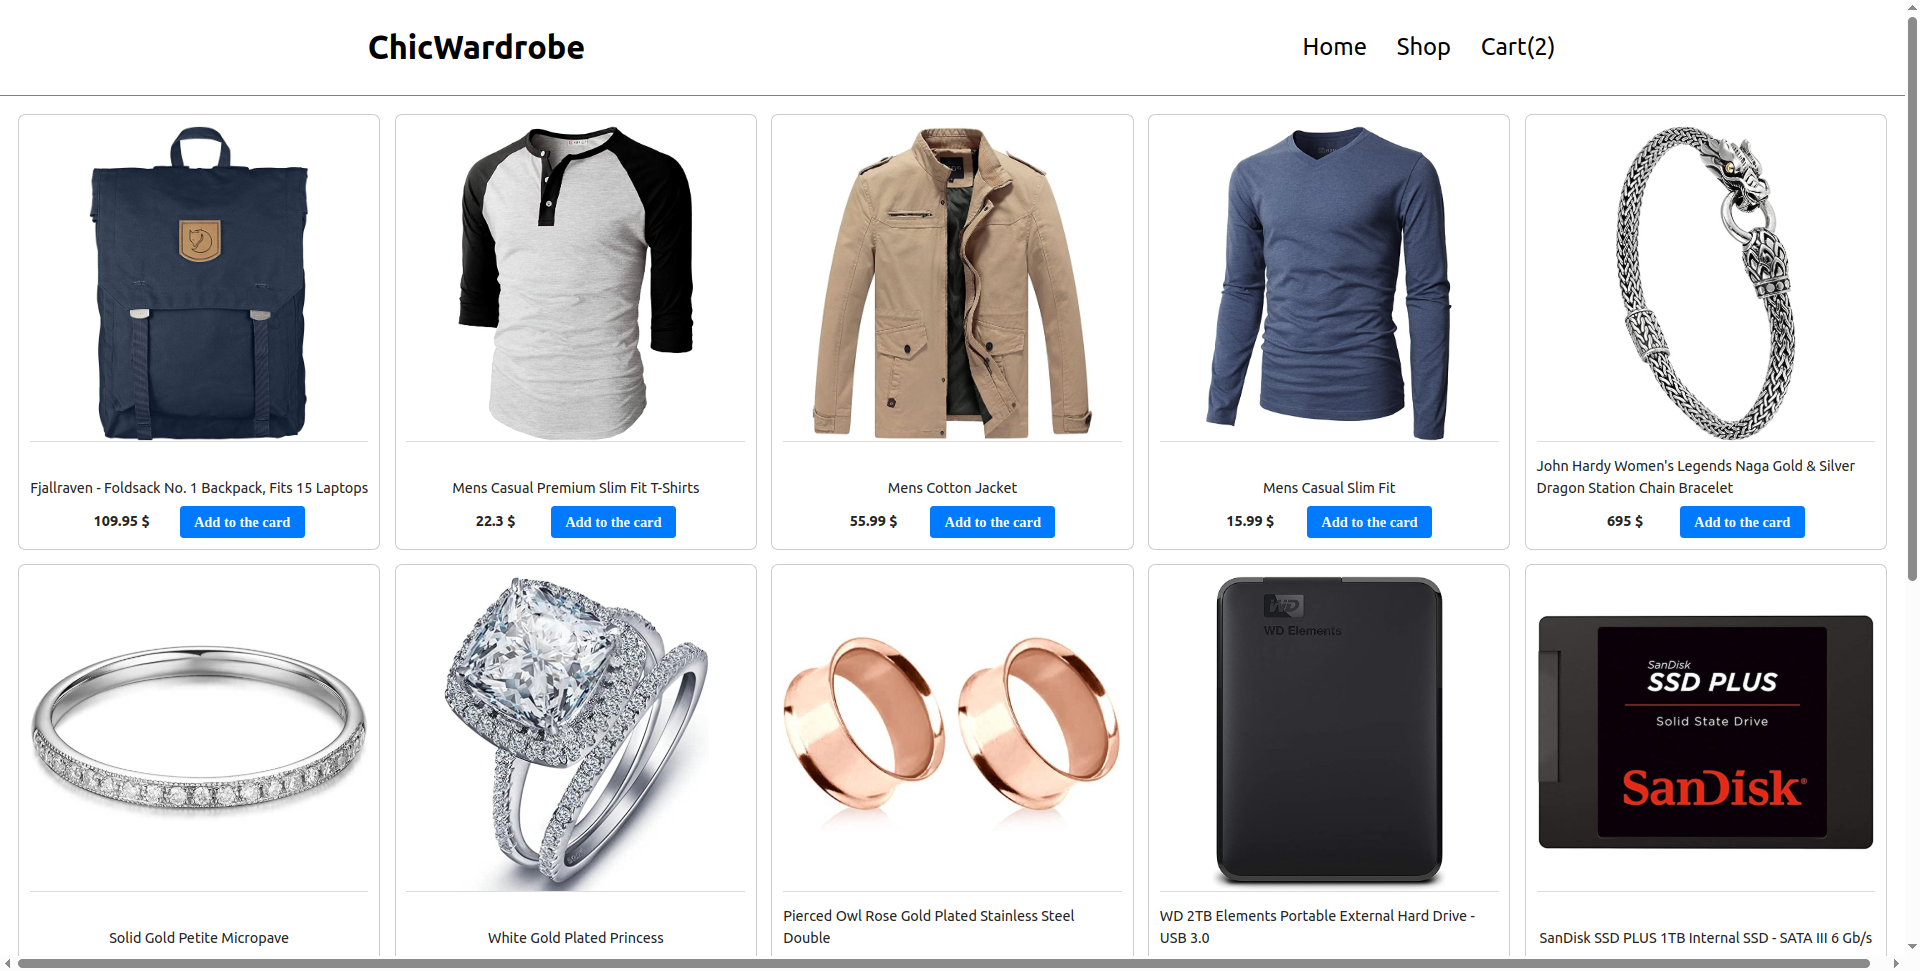 ChicWardrobe
Home Shop Cart(2)
Fjallraven - Foldsack No. 1 Backpack, Fits 15 Laptops
109.95 $ Add to the card
Mens Casual Premium Slim Fit T-Shirts
22.3 $ Add to the card
Mens Cotton Jacket
55.99 $ Add to the card
Mens Casual Slim Fit
15.99 $ Add to the card
John Hardy Women's Legends Naga Gold & Silver
Dragon Station Chain Bracelet
695 $ Add to the card
Solid Gold Petite Micropave
White Gold Plated Princess
Pierced Owl Rose Gold Plated Stainless Steel
Double
WD
WD Elements
WD 2TB Elements Portable External Hard Drive -
USB 3.0
SanDisk
SSD PLUS
Solid State Drive
SanDisk®
SanDisk SSD PLUS 1TB Internal SSD - SATA III 6 Gb/s